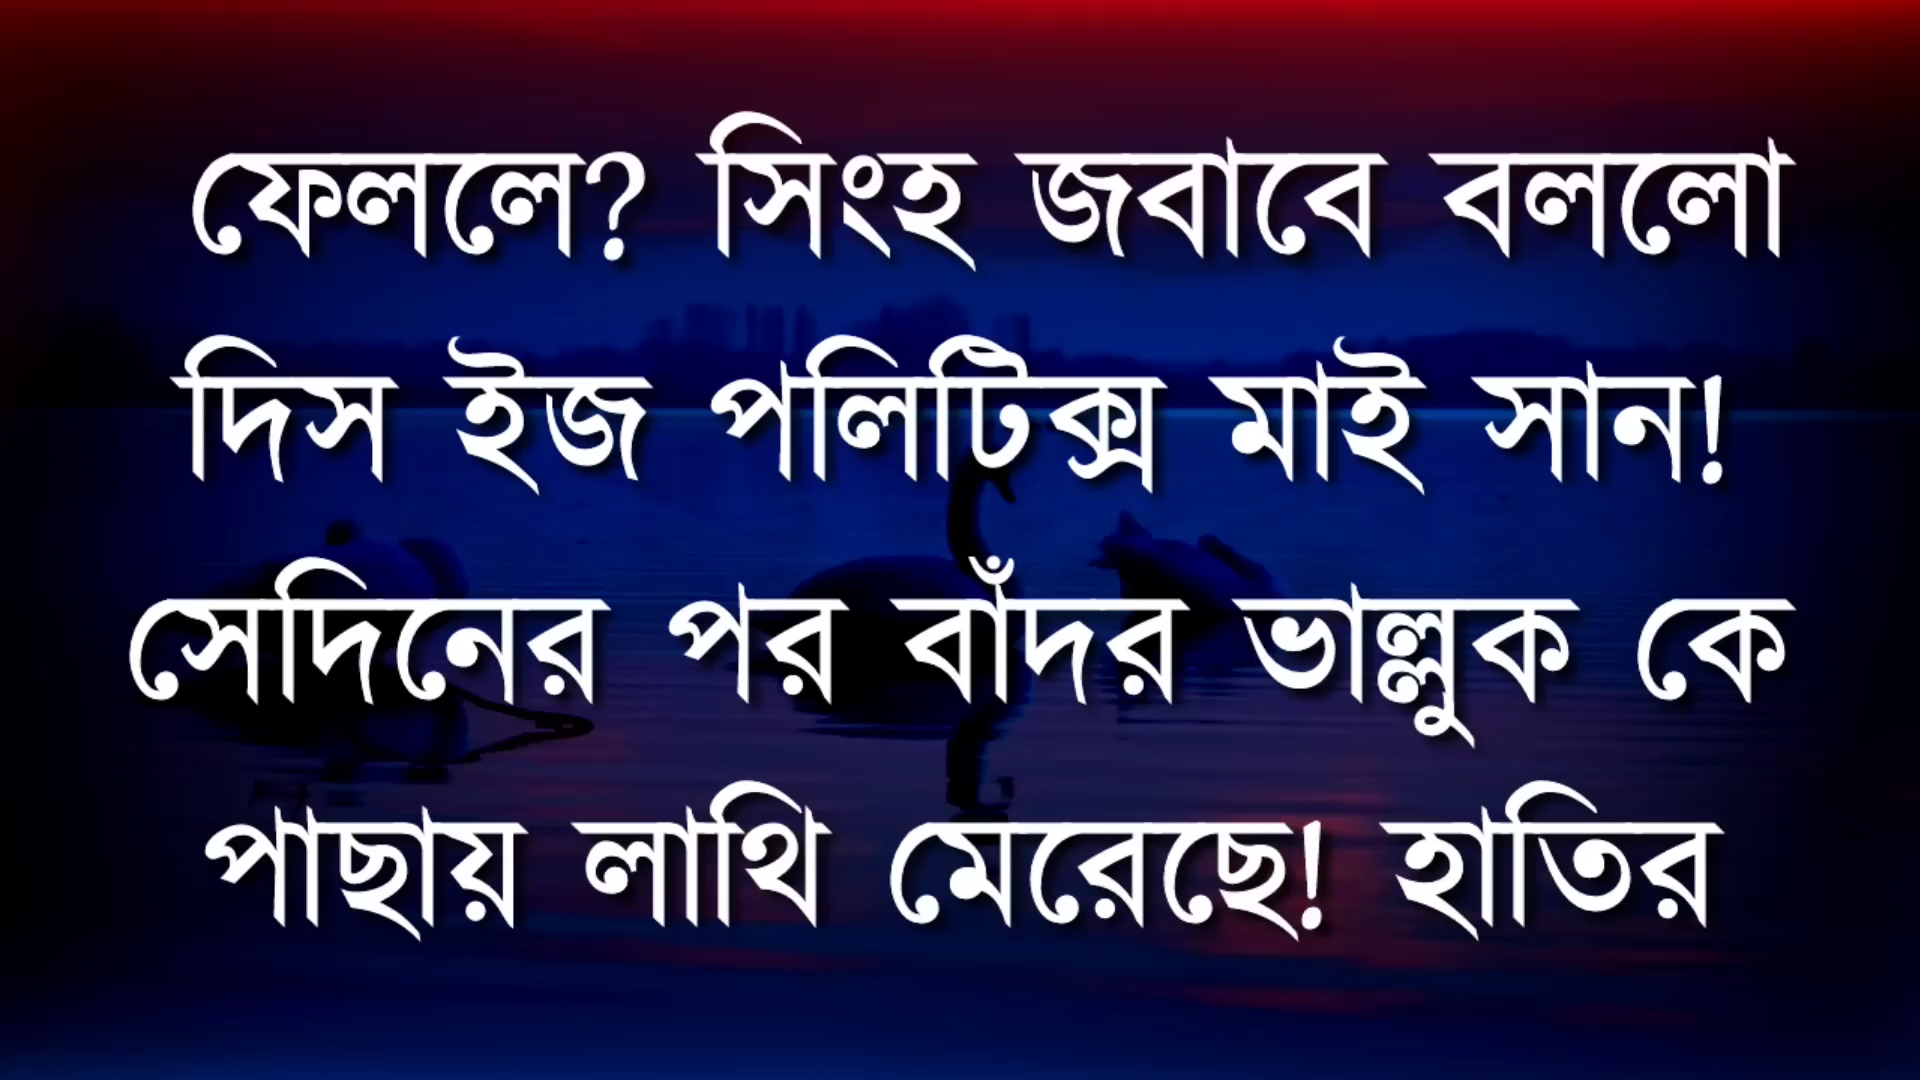 ফেললে? সিংহ জবাবে বললো
দিস ইজ পলিটিক্স মাই সান!
সেদিনের পর বাঁদর ভাল্লুক কে
পাছায় লাথি মেরেছে! হাতির